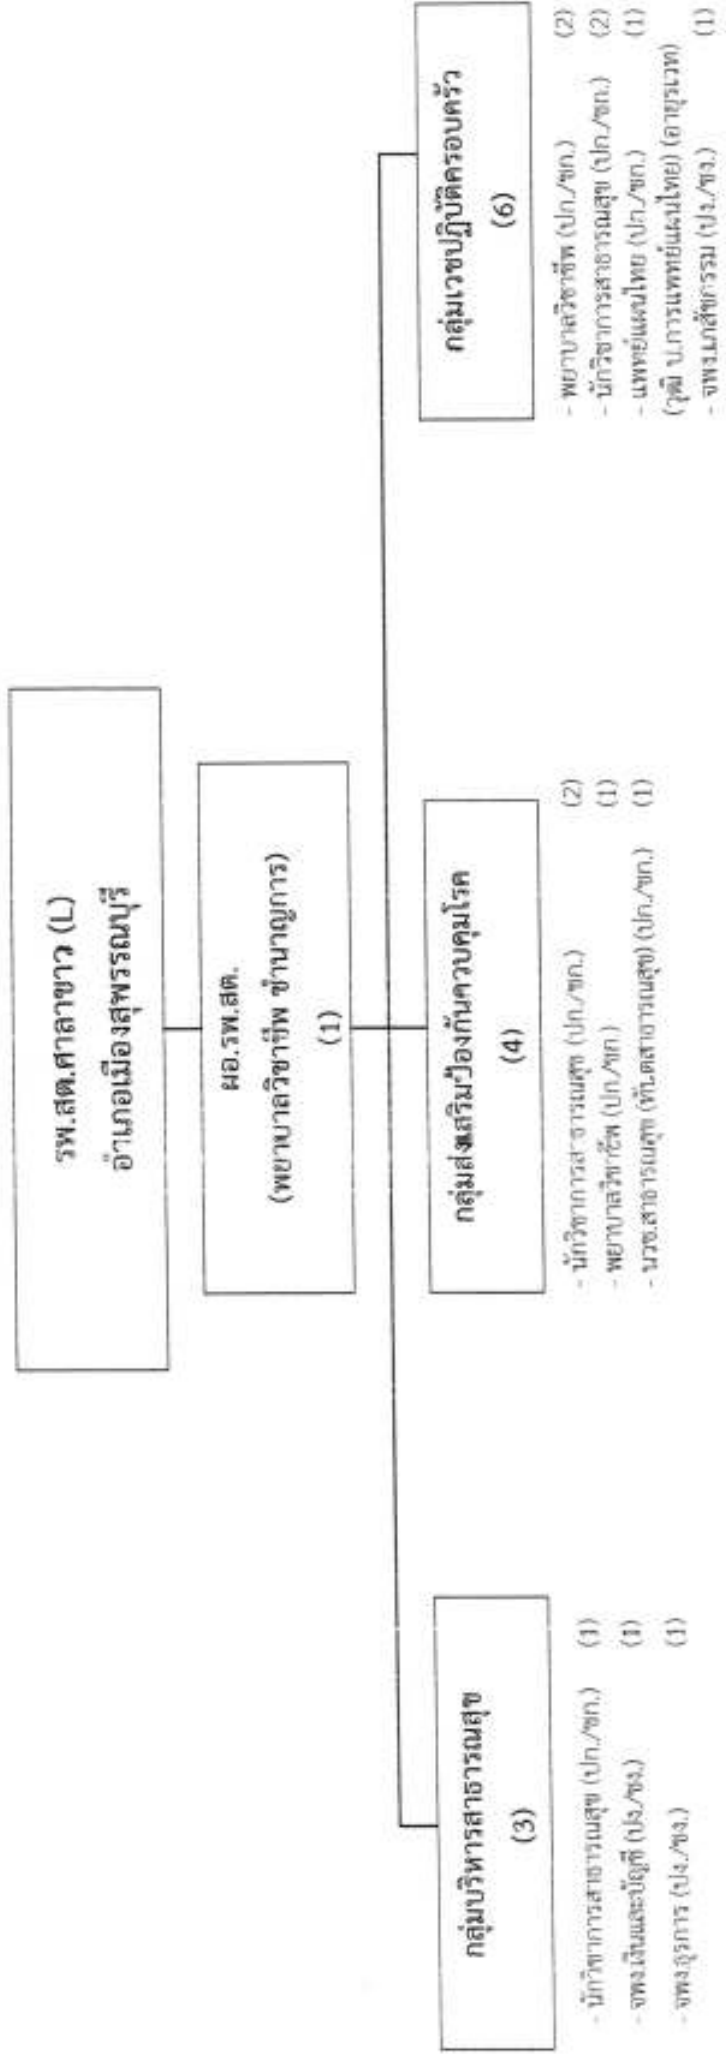 รพ.สต.ศาลาขาว (L)
อำเภอเมืองสุพรรณบุรี
ผอ.รพ.สต.
(พยาบาลวิชาชีพ ชำนาญการ)
(1)
กลุ่มบริหารสาธารณสุข
(3)
- นักวิชาการสาธารณสุข (ปก./ชก.) (1)
- จพง.เงินและบัญชี (ปง./ชง.) (1)
- จพง.ธุรการ (ปง./ชง.) (1)
กลุ่มส่งเสริมป้องกันควบคุมโรค
(4)
- นักวิชาการสาธารณสุข (ปก./ชก.) (2)
- พยาบาลวิชาชีพ (ปก./ชก.) (1)
- นวช.สาธารณสุข (ทันตสาธารณสุข) (ปก./ชก.) (1)
กลุ่มเวชปฏิบัติครอบครัว
(6)
- พยาบาลวิชาชีพ (ปก./ชก.) (2)
- นักวิชาการสาธารณสุข (ปก./ชก.) (2)
- แพทย์แผนไทย (ปก./ชก.) (1)
(วุฒิ ป.การแพทย์แผนไทย) (อายุรเวท)
- จพง.เภสัชกรรม (ปง./ชง.) (1)